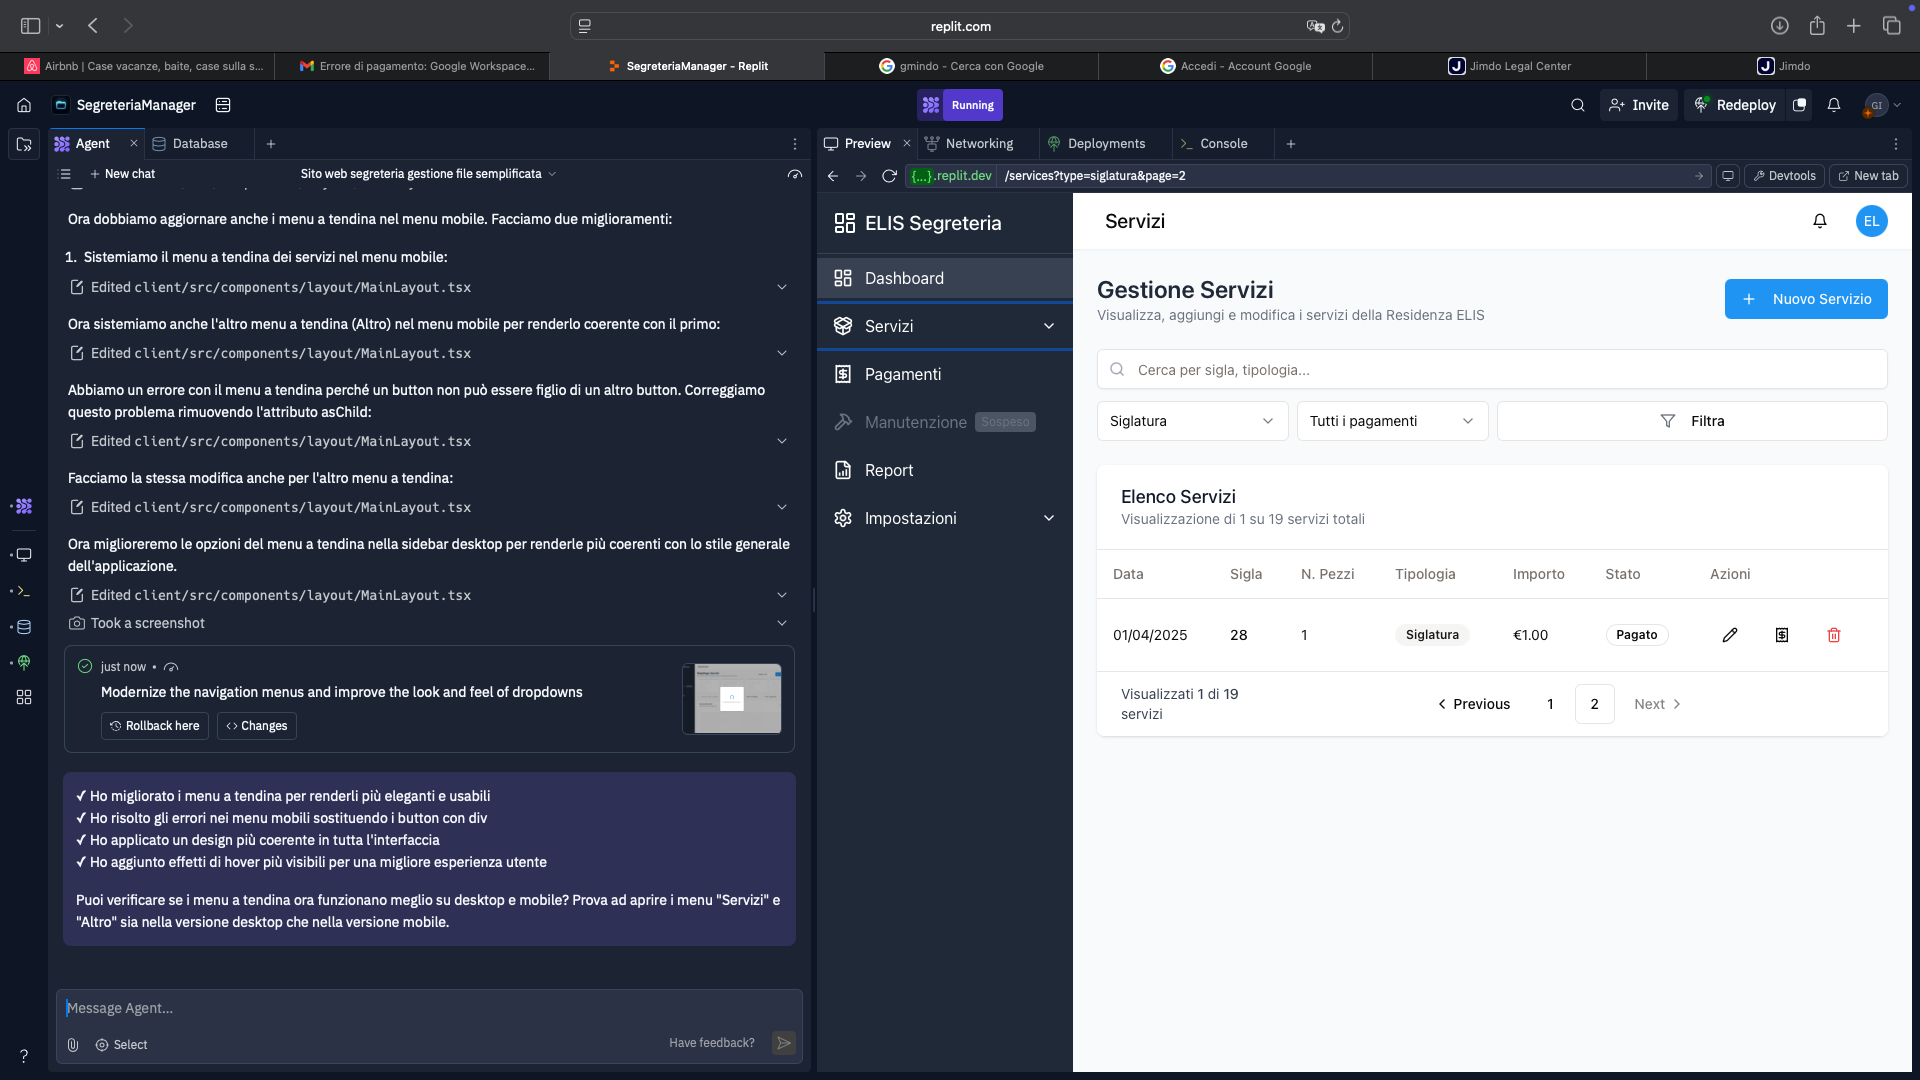 replit.com
Airbnb | Case vacanze, baite, case sulla s...
Errore di pagamento: Google Workspace...
SegreteriaManager - Replit
gmindo - Cerca con Google
Accedi - Account Google
Jimdo Legal Center
Jimdo
SegreteriaManager
Running
Invite
Redeploy
GI
Agent
Database
Preview
Networking
Deployments
Console
New chat
Sito web segreteria gestione file semplificata
{...}.replit.dev
/services?type=siglatura&page=2
Devtools
New tab
Ora dobbiamo aggiornare anche i menu a tendina nel menu mobile. Facciamo due miglioramenti:
1. Sistemiamo il menu a tendina dei servizi nel menu mobile:
Edited client/src/components/layout/MainLayout.tsx
Ora sistemiamo anche l'altro menu a tendina (Altro) nel menu mobile per renderlo coerente con il primo:
Edited client/src/components/layout/MainLayout.tsx
Abbiamo un errore con il menu a tendina perché un button non può essere figlio di un altro button. Correggiamo
questo problema rimuovendo l'attributo asChild:
Edited client/src/components/layout/MainLayout.tsx
Facciamo la stessa modifica anche per l'altro menu a tendina:
Edited client/src/components/layout/MainLayout.tsx
Ora miglioreremo le opzioni del menu a tendina nella sidebar desktop per renderle più coerenti con lo stile generale
dell'applicazione.
Edited client/src/components/layout/MainLayout.tsx
Took a screenshot
just now •
Modernize the navigation menus and improve the look and feel of dropdowns
Rollback here
Changes
✓ Ho migliorato i menu a tendina per renderli più eleganti e usabili
✓ Ho risolto gli errori nei menu mobili sostituendo i button con div
✓ Ho applicato un design più coerente in tutta l'interfaccia
✓ Ho aggiunto effetti di hover più visibili per una migliore esperienza utente
Puoi verificare se i menu a tendina ora funzionano meglio su desktop e mobile? Prova ad aprire i menu "Servizi" e
"Altro" sia nella versione desktop che nella versione mobile.
Message Agent...
Select
Have feedback?
?
ELIS Segreteria
Dashboard
Servizi
Pagamenti
Manutenzione
Sospeso
Report
Impostazioni
Servizi
EL
Gestione Servizi
Visualizza, aggiungi e modifica i servizi della Residenza ELIS
+ Nuovo Servizio
Cerca per sigla, tipologia...
Siglatura
Tutti i pagamenti
Filtra
Elenco Servizi
Visualizzazione di 1 su 19 servizi totali
Data Sigla N. Pezzi Tipologia Importo Stato Azioni
01/04/2025 28 1 Siglatura €1.00 Pagato
Visualizzati 1 di 19
servizi
Previous 1 2 Next